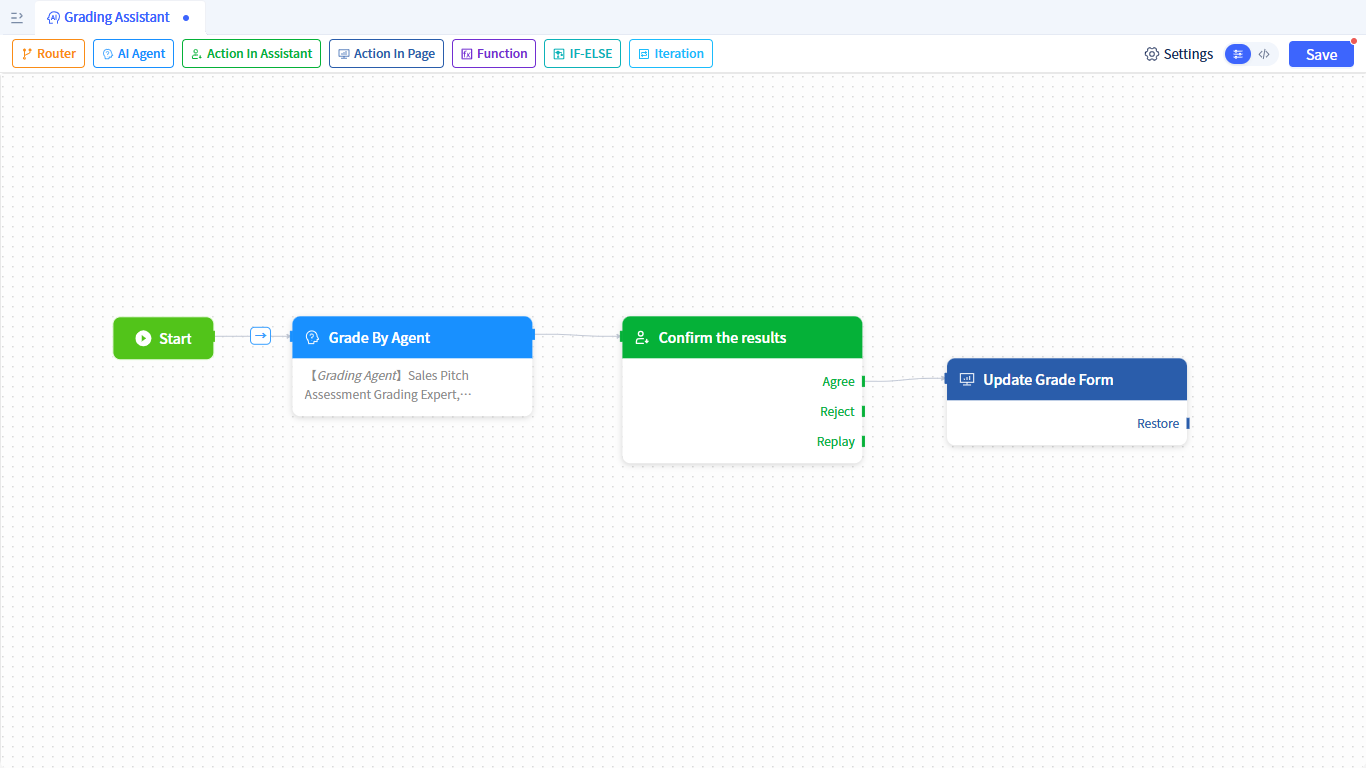 Grading Assistant
Router AI Agent Action In Assistant Action In Page Function IF-ELSE Iteration Settings Save
Start
Grade By Agent
【Grading Agent】Sales Pitch
Assessment Grading Expert,⋯
Confirm the results
Agree
Reject
Replay
Update Grade Form
Restore